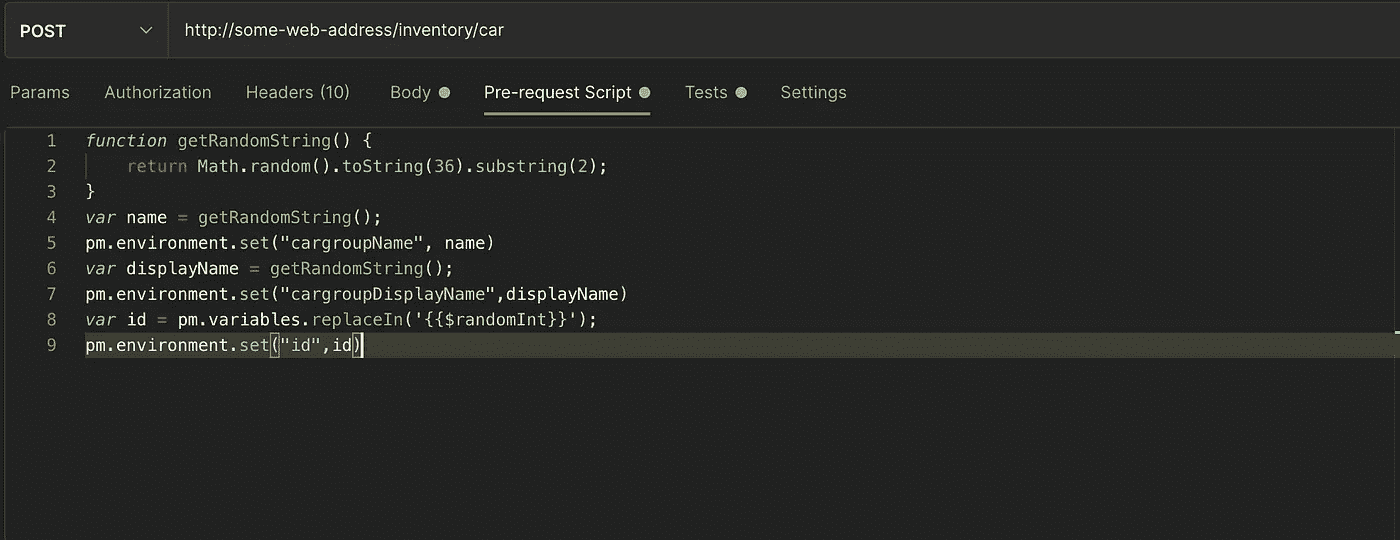 POST http://some-web-address/inventory/car
Params Authorization Headers (10) Body Pre-request Script Tests Settings
1 function getRandomString() {
2     return Math.random().toString(36).substring(2);
3 }
4 var name = getRandomString();
5 pm.environment.set("cargroupName", name)
6 var displayName = getRandomString();
7 pm.environment.set("cargroupDisplayName",displayName)
8 var id = pm.variables.replaceIn('{{$randomInt}}');
9 pm.environment.set("id",id)